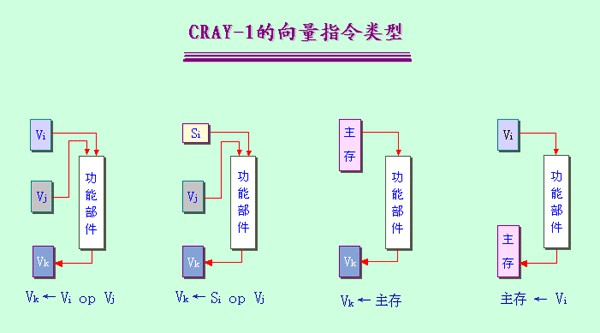 CRAY-1的向量指令类型
Vi
Vj
功能部件
Vk
Vk ← Vi op Vj
Si
Vj
功能部件
Vk
Vk ← Si op Vj
主存
功能部件
Vk
Vk ← 主存
Vi
功能部件
主存
主存 ← Vi